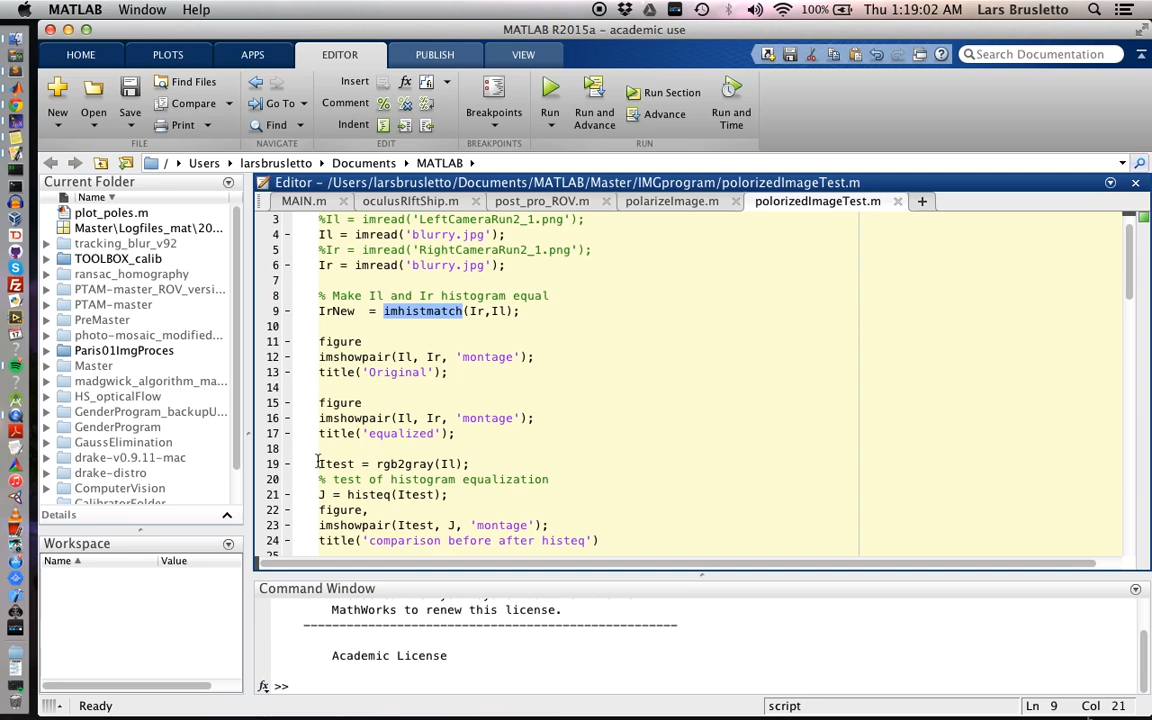 MATLAB Window Help 100% Thu 1:19:02 AM Lars Brusletto
MATLAB R2015a - academic use
HOME PLOTS APPS EDITOR PUBLISH VIEW Search Documentation
New Open Save Find Files Compare Print
Insert fx Comment Indent Go To Find
Breakpoints Run Run and Advance Run Section Advance Run and Time
FILE NAVIGATE EDIT BREAKPOINTS RUN
/ Users larsbrusletto Documents MATLAB
Current Folder
Name
plot_poles.m
Master\Logfiles_mat\20...
tracking_blur_v92
TOOLBOX_calib
ransac_homography
PTAM-master_ROV_versi...
PTAM-master
PreMaster
photo-mosaic_modified...
Paris01ImgProces
Master
madgwick_algorithm_ma...
HS_opticalFlow
GenderProgram_backupU...
GenderProgram
GaussElimination
drake-v0.9.11-mac
drake-distro
ComputerVision
CalibratorFolder
Details
Workspace
Name Value
Editor - /Users/larsbrusletto/Documents/MATLAB/Master/IMGprogram/polorizedImageTest.m
MAIN.m oculusRIftShip.m post_pro_ROV.m polarizeImage.m polorizedImageTest.m
3 %Il = imread('LeftCameraRun2_1.png');
4 - Il = imread('blurry.jpg');
5 %Ir = imread('RightCameraRun2_1.png');
6 - Ir = imread('blurry.jpg');
7
8 % Make Il and Ir histogram equal
9 - IrNew = imhistmatch(Ir,Il);
10
11 - figure
12 - imshowpair(Il, Ir, 'montage');
13 - title('Original');
14
15 - figure
16 - imshowpair(Il, Ir, 'montage');
17 - title('equalized');
18
19 - Itest = rgb2gray(Il);
20 % test of histogram equalization
21 - J = histeq(Itest);
22 - figure,
23 - imshowpair(Itest, J, 'montage');
24 - title('comparison before after histeq')
25
Command Window
MathWorks to renew this license.
----------------------------------------------------
Academic License
fx >>
Ready script Ln 9 Col 21